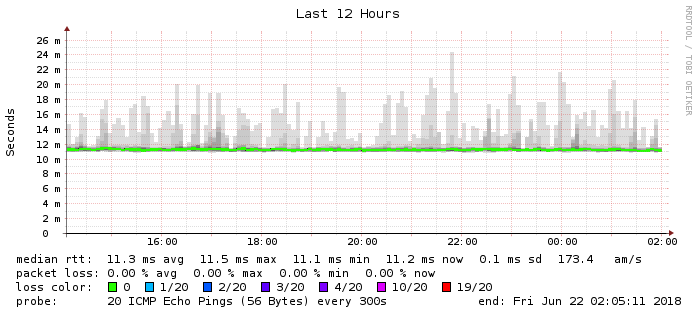 Last 12 Hours
RRDTOOL / TOBI OETIKER
Seconds
26 m
24 m
22 m
20 m
18 m
16 m
14 m
12 m
10 m
8 m
6 m
4 m
2 m
0
16:00 18:00 20:00 22:00 00:00 02:00
median rtt: 11.3 ms avg 11.5 ms max 11.1 ms min 11.2 ms now 0.1 ms sd 173.4 am/s
packet loss: 0.00 % avg 0.00 % max 0.00 % min 0.00 % now
loss color: 0 1/20 2/20 3/20 4/20 10/20 19/20
probe: 20 ICMP Echo Pings (56 Bytes) every 300s end: Fri Jun 22 02:05:11 2018